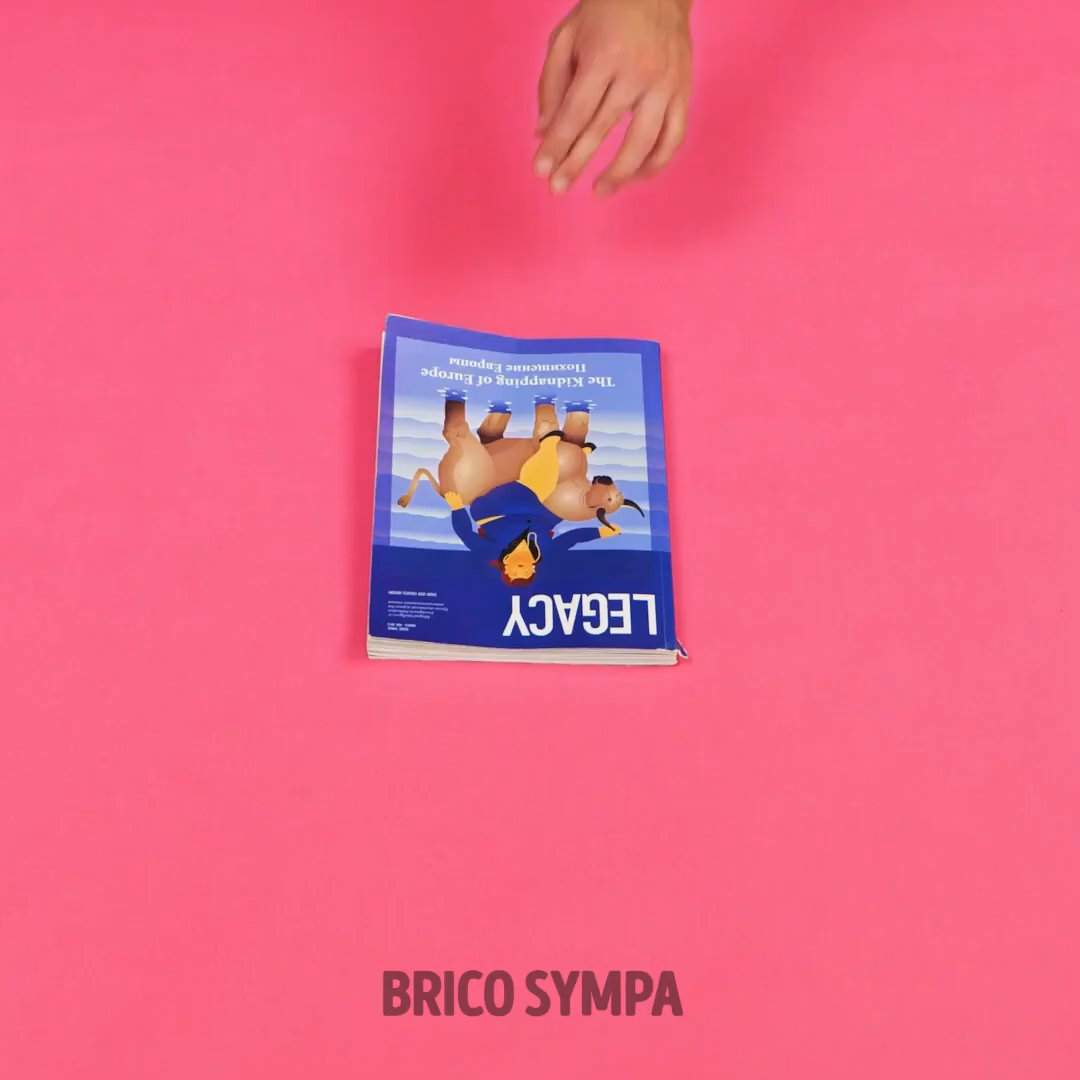 LEGACY
The Kidnapping of Europe
Похищение Европы
BRICO SYMPA